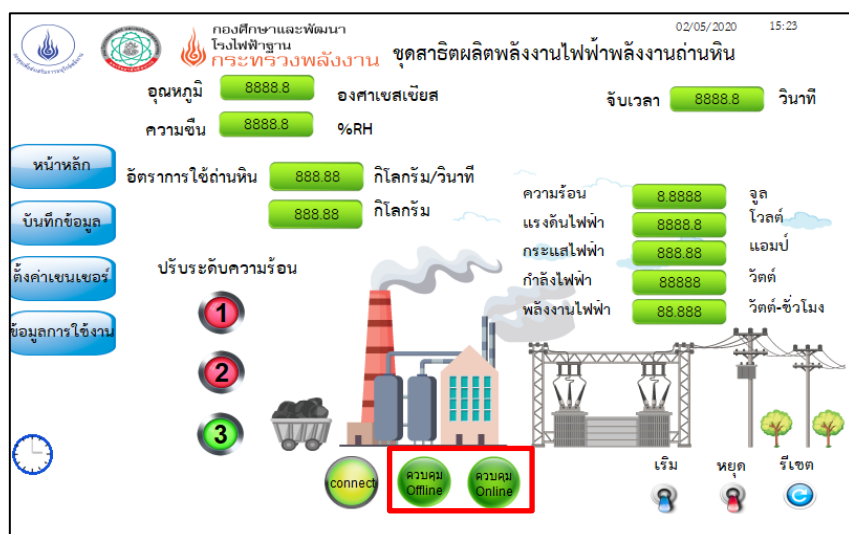 02/05/2020 15:23
กองศึกษาและพัฒนา
โรงไฟฟ้าฐาน
กระทรวงพลังงาน
ชุดสาธิตผลิตพลังงานไฟฟ้าพลังงานถ่านหิน
อุณหภูมิ 8888.8 องศาเซสเซียส
จับเวลา 8888.8 วินาที
ความชืน 8888.8 %RH
หน้าหลัก
อัตราการใช้ถ่านหิน 888.88 กิโลกรัม/วินาที
888.88 กิโลกรัม
ความร้อน 8.8888 จูล
บันทึกข้อมูล
แรงดันไฟฟ้า 8888.8 โวลต์
กระแสไฟฟ้า 888.88 แอมป์
ตั้งค่าเซนเซอร์
ปรับระดับความร้อน
กำลังไฟฟ้า 88888 วัตต์
พลังงานไฟฟ้า 88.888 วัตต์-ชั่วโมง
1
ข้อมูลการใช้งาน
2
3
connect
ควบคุม
Offline
ควบคุม
Online
เริ่ม หยุด รีเซต